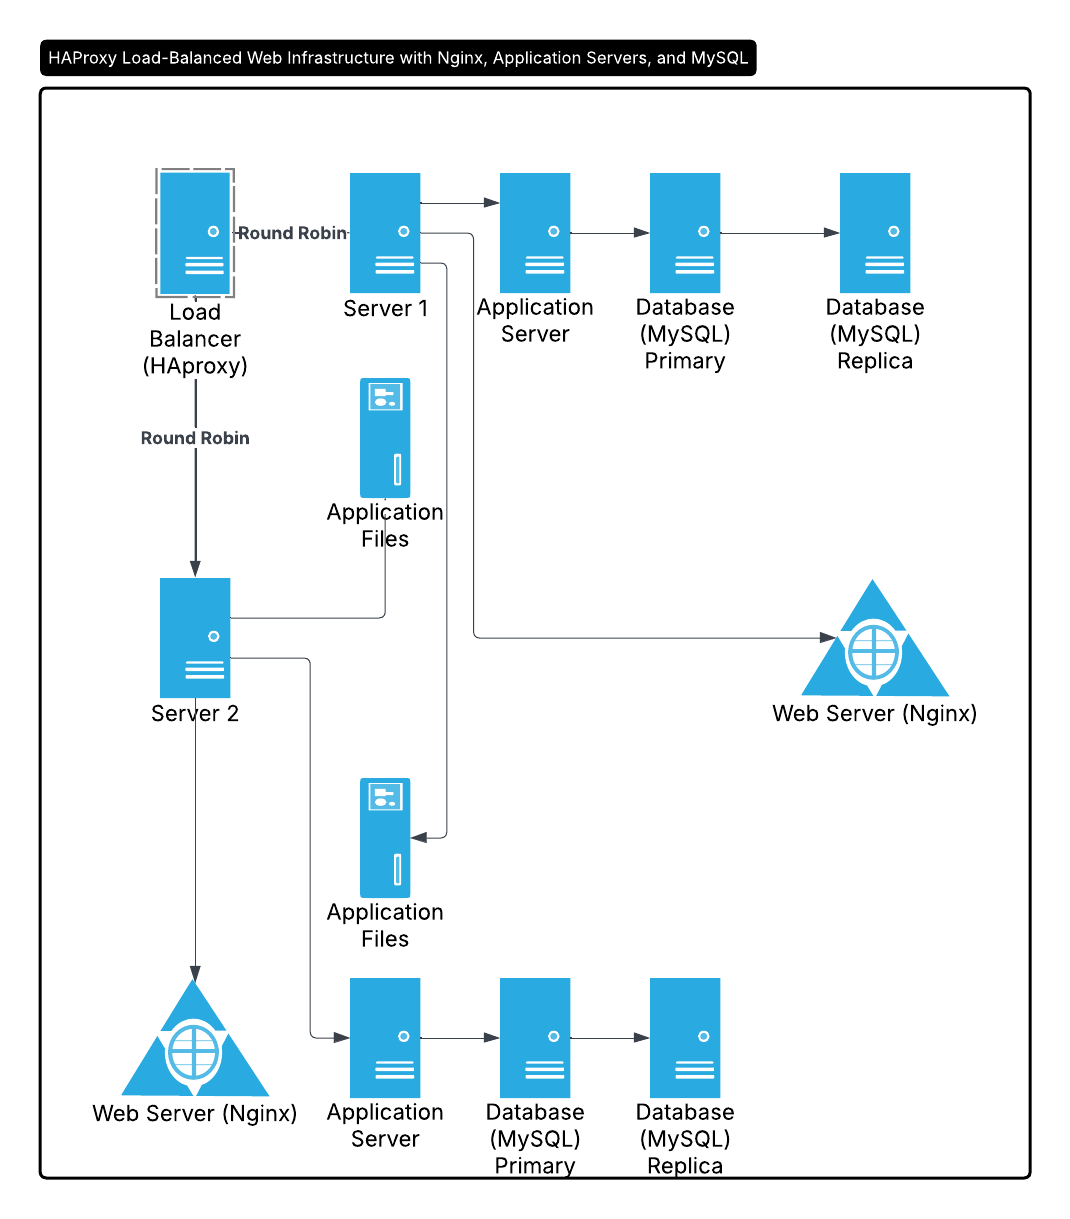 HAProxy Load-Balanced Web Infrastructure with Nginx, Application Servers, and MySQL
Round Robin
Load
Balancer
(HAproxy)
Server 1
Application
Server
Database
(MySQL)
Primary
Database
(MySQL)
Replica
Round Robin
Application
Files
Server 2
Web Server (Nginx)
Application
Files
Web Server (Nginx)
Application
Server
Database
(MySQL)
Primary
Database
(MySQL)
Replica